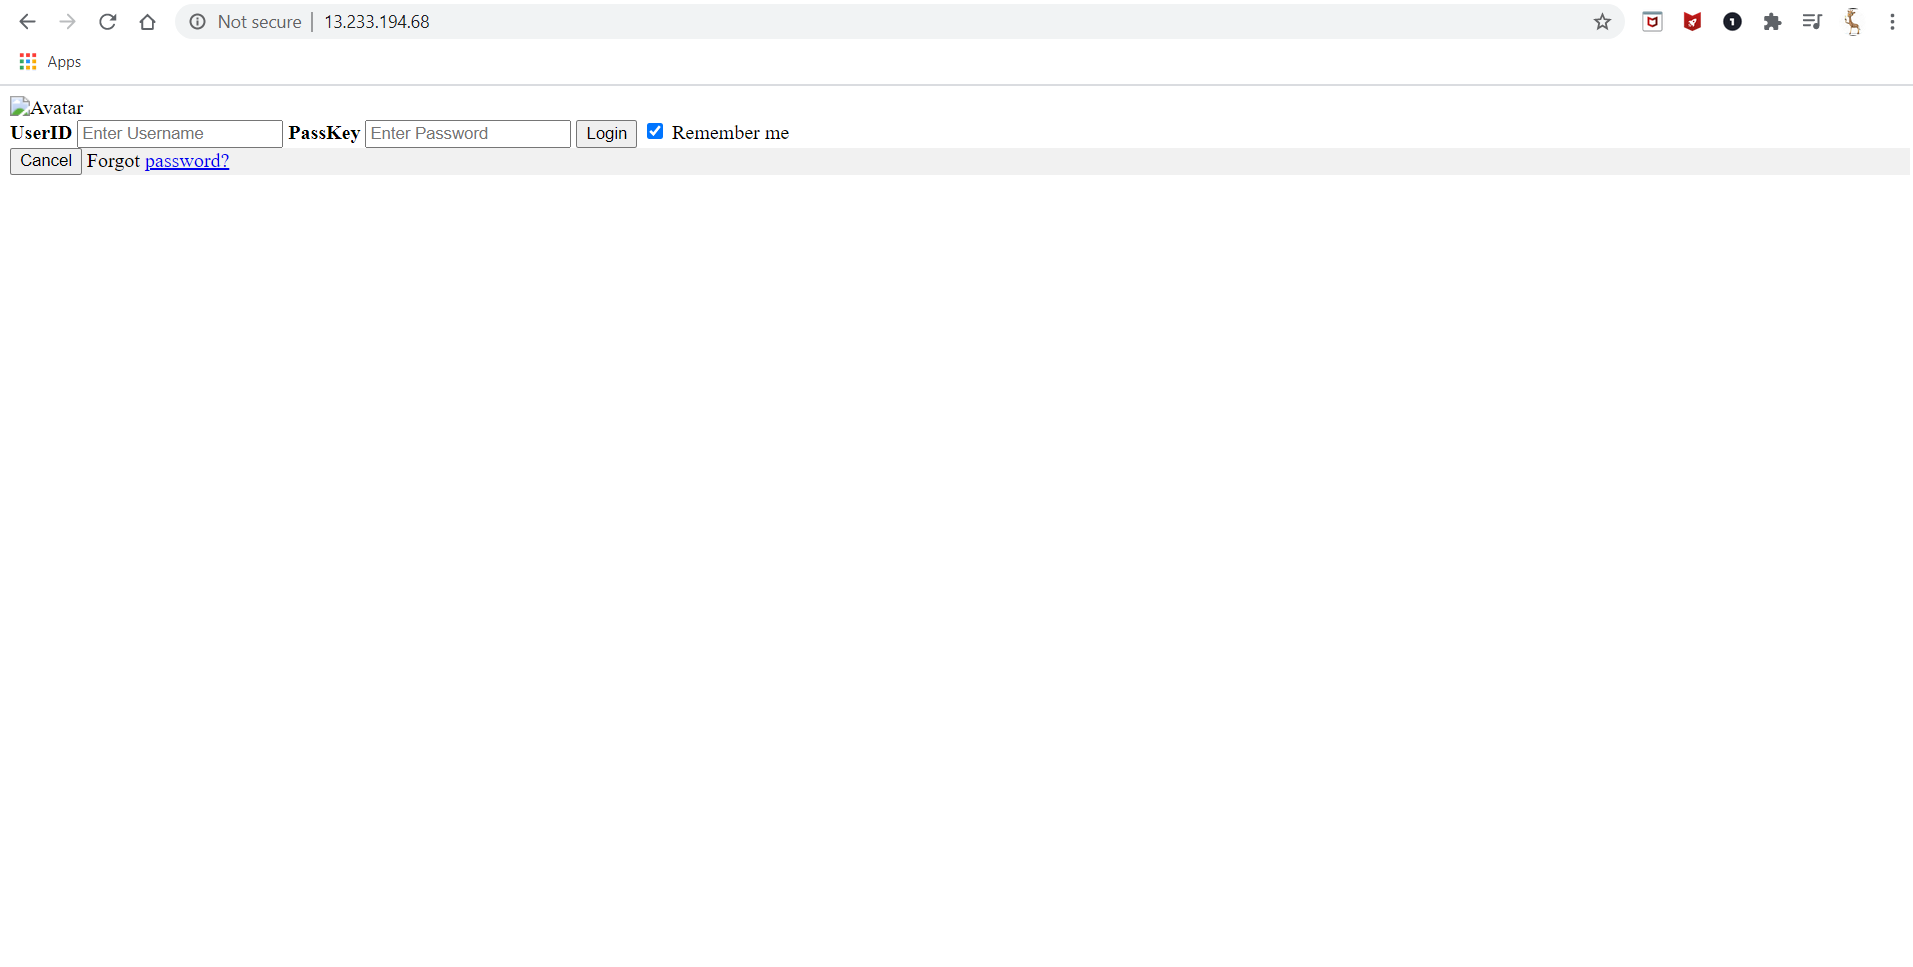 Not secure | 13.233.194.68
1
Apps
Avatar
UserID Enter Username PassKey Enter Password Login Remember me
Cancel Forgot password?